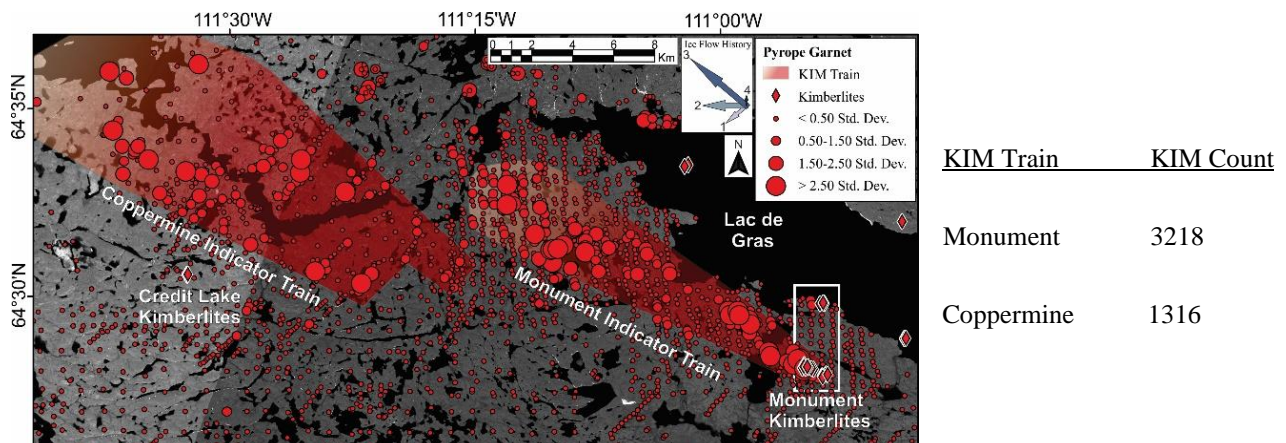 111°30'W 111°15'W 111°00'W
64°35'N
64°30'N
0 1 2 4 6 8
Km
Ice Flow History
3
4
2
1
N
Pyrope Garnet
KIM Train
Kimberlites
< 0.50 Std. Dev.
0.50-1.50 Std. Dev.
1.50-2.50 Std. Dev.
> 2.50 Std. Dev.
Coppermine Indicator Train
Credit Lake
Kimberlites
Monument Indicator Train
Lac de
Gras
Monument
Kimberlites
KIM Train KIM Count
Monument 3218
Coppermine 1316